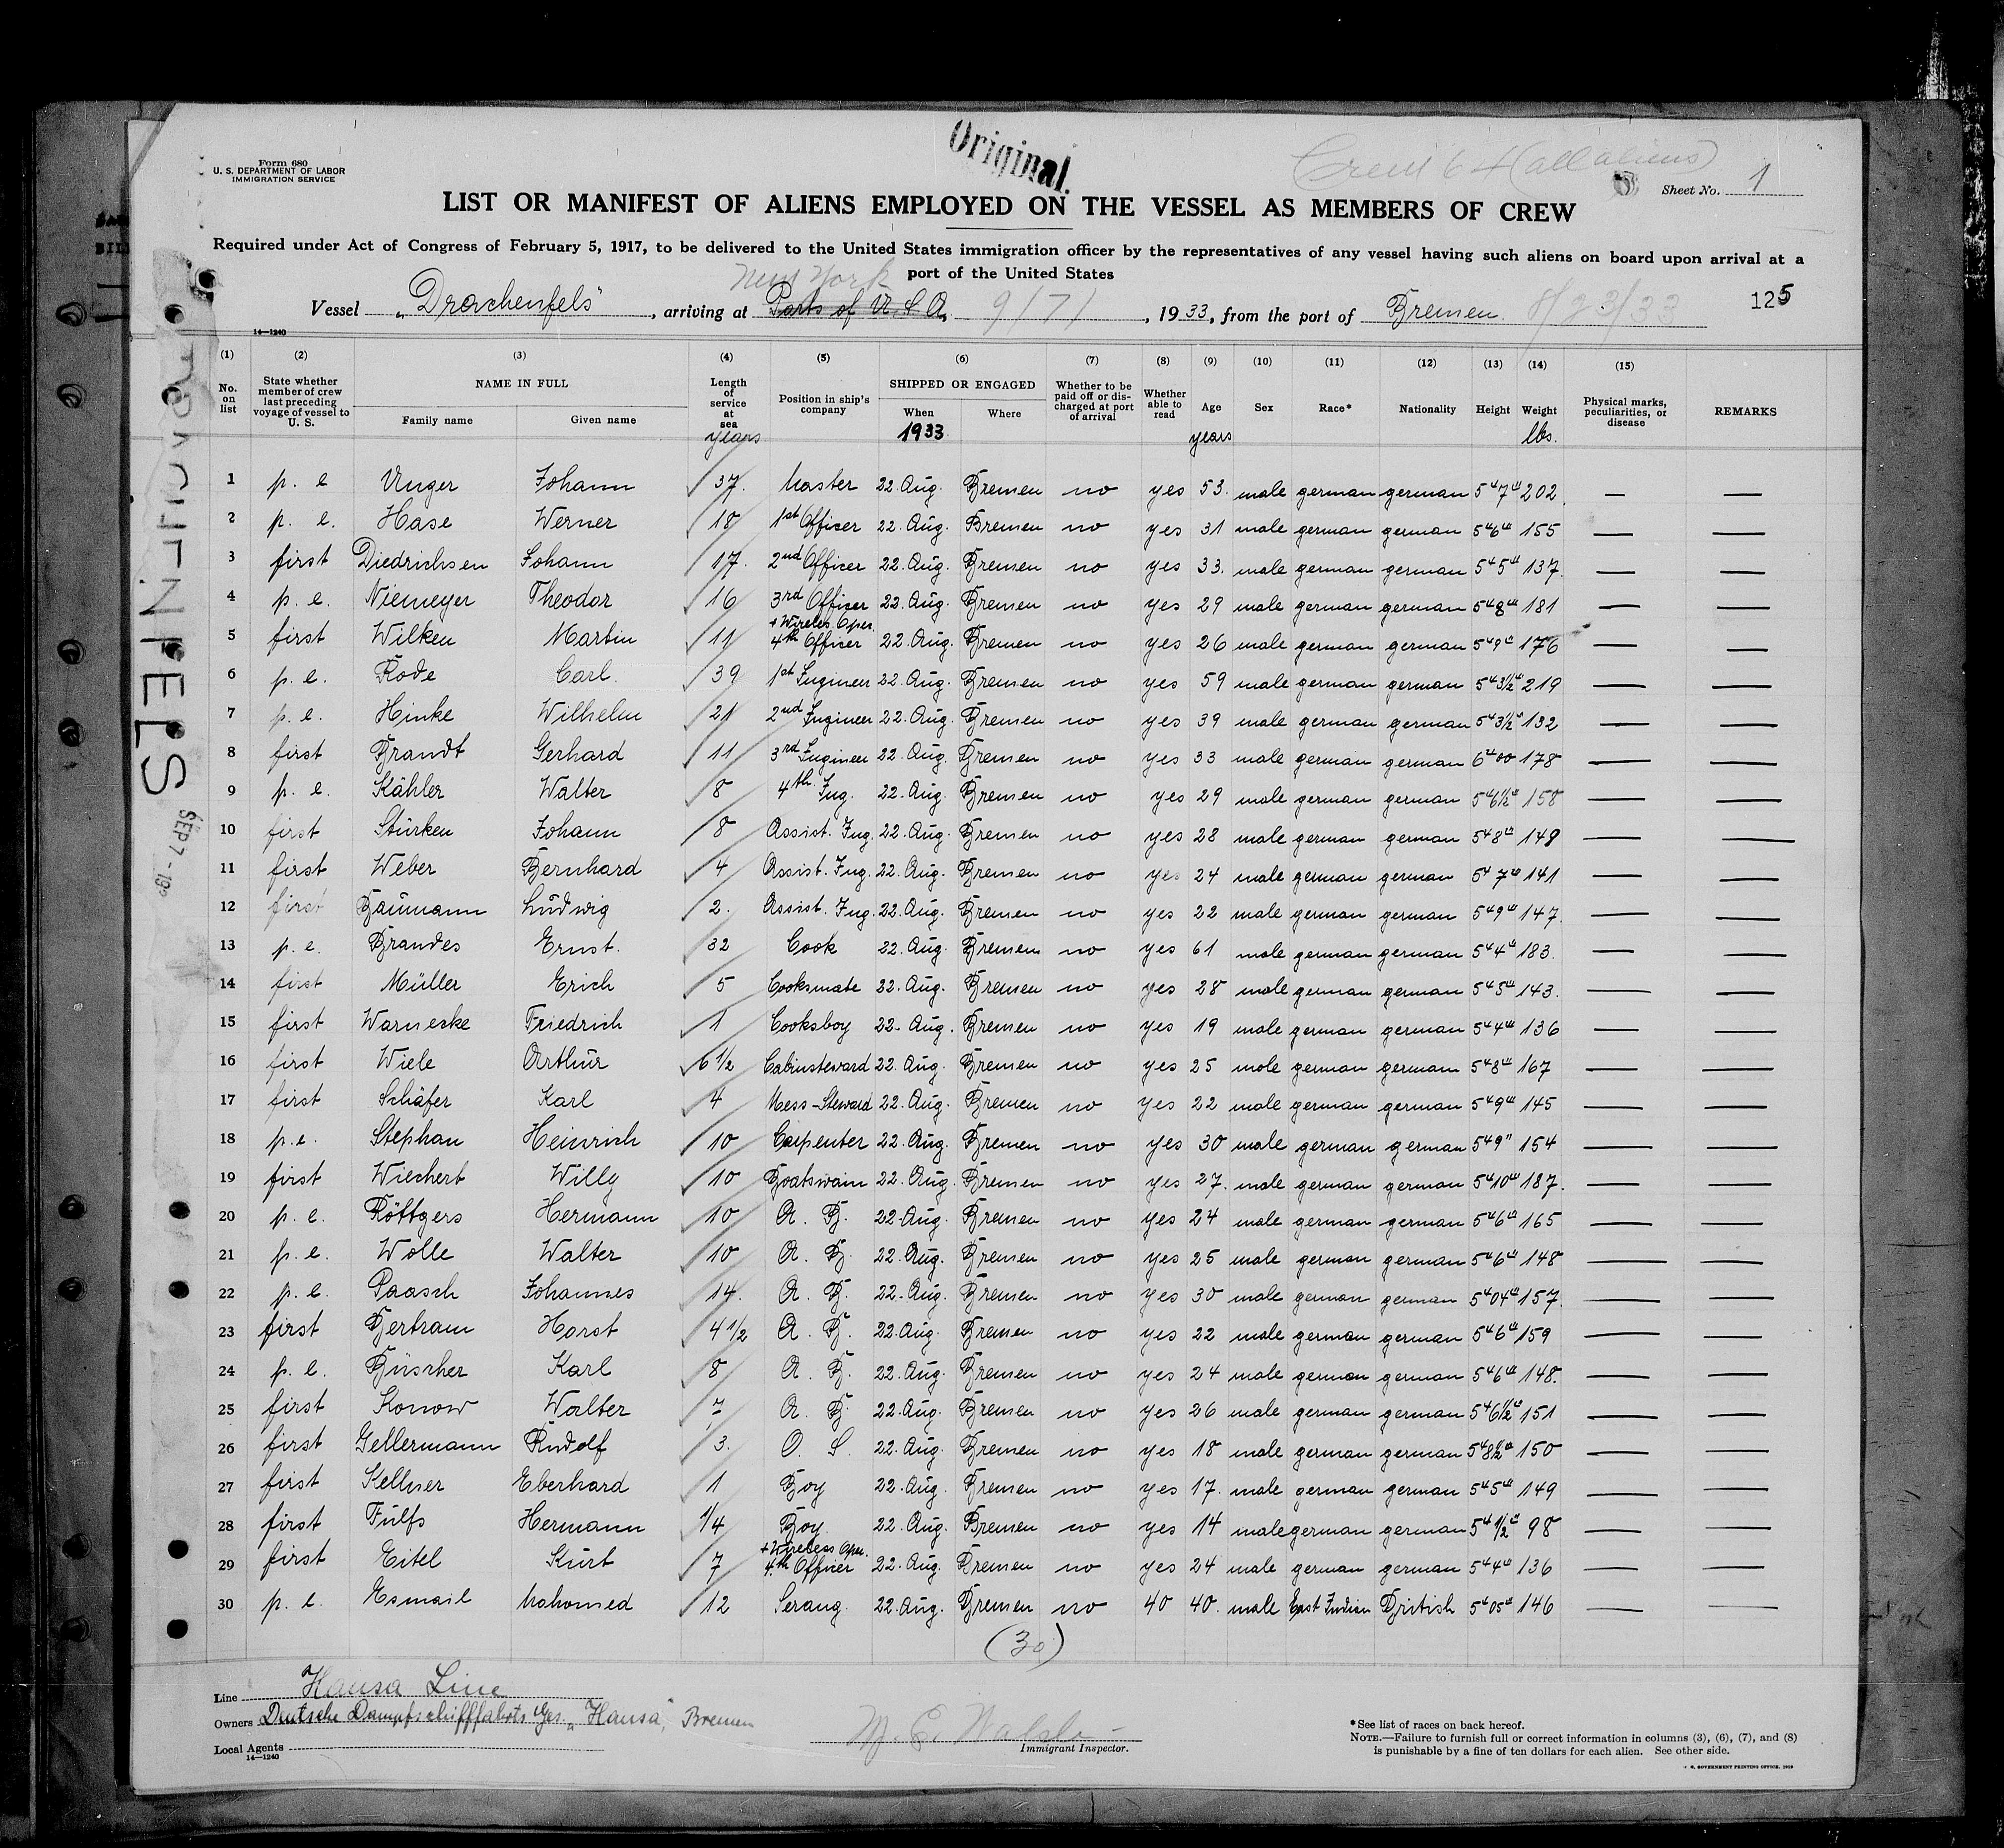 Form 680
U. S. DEPARTMENT OF LABOR
IMMIGRATION SERVICE
Original.
Crew 64 (all aliens)
Sheet No. 1
LIST OR MANIFEST OF ALIENS EMPLOYED ON THE VESSEL AS MEMBERS OF CREW
Required under Act of Congress of February 5, 1917, to be delivered to the United States immigration officer by the representatives of any vessel having such aliens on board upon arrival at a
port of the United States
New York
Vessel „Drachenfels“, arriving at Ports of U. S. A. 9/7/, 1933, from the port of Bremen. 8/23/33 125
14—1240
(1) (2) (3) (4) (5) (6) (7) (8) (9) (10) (11) (12) (13) (14) (15)
No. on list State whether member of crew last preceding voyage of vessel to U. S. NAME IN FULL Family name Given name Length of service at sea years Position in ship's company SHIPPED OR ENGAGED When 1933 Where Whether to be paid off or discharged at port of arrival Whether able to read Age years Sex Race* Nationality Height Weight lbs. Physical marks, peculiarities, or disease REMARKS
1 p. e Unger Johann 37. Master 22. Aug. Bremen no yes 53. male german german 5'7" 202 — —
2 p. e. Hase Werner 18 1st Officer 22. Aug. Bremen no yes 31 male german german 5'6" 155 — —
3 first Diedrichsen Johann 17. 2nd Officer 22. Aug. Bremen no yes 33. male german german 5'5" 137. — —
4 p. e. Niemeyer Theodor 16 3rd Officer 22. Aug. Bremen no yes 29 male german german 5'8" 181 — —
5 first Wilken Martin 11 + Wireles. Oper. 4th Officer 22. Aug. Bremen no yes 26 male german german 5'9" 176 — —
6 p. e. Rode Carl. 39 1st Engineer 22. Aug. Bremen no yes 59 male german german 5'3½" 219 — —
7 p. e. Hinke Wilhelm 21 2nd Engineer 22. Aug. Bremen no yes 39 male german german 5'3½" 132 — —
8 first Brandt Gerhard 11 3rd Engineer 22. Aug. Bremen no yes 33 male german german 6'00 178 — —
9 p. e. Kähler Walter 8 4th Eng. 22. Aug. Bremen no yes 29 male german german 5'6½" 158 — —
10 first Stürken Johann 8 Assist. Eng. 22. Aug. Bremen no yes 28 male german german 5'8" 149 — —
11 first Weber Bernhard 4 Assist. Eng. 22. Aug. Bremen no yes 24 male german german 5'7" 141 — —
12 first Baumann Ludwig 2. Assist. Eng. 22. Aug. Bremen no yes 22 male german german 5'9" 147. — —
13 p. e. Brandes Ernst. 32 Cook 22. Aug. Bremen no yes 61 male german german 5'4" 183. — —
14 first Müller Erich 5 Cooksmate 22. Aug. Bremen no yes 28 male german german 5'5" 143. — —
15 first Warnecke Friedrich 1 Cooksboy 22. Aug. Bremen no yes 19 male german german 5'4" 136 — —
16 first Wiele Arthur 6½ Cabinsteward 22. Aug. Bremen no yes 25 male german german 5'8" 167 — —
17 first Schäfer Karl 4 Mess-Steward 22. Aug. Bremen no yes 22 male german german 5'9" 145 — —
18 p. e. Stephan Heinrich 10 Carpenter 22. Aug. Bremen no yes 30 male german german 5'9" 154 — —
19 first Wiechert Willy 10 Boatswain 22. Aug. Bremen no yes 27. male german german 5'10" 187. — —
20 p. e. Röttgers Hermann 10 A. B. 22. Aug. Bremen no yes 24 male german german 5'6" 165 — —
21 p. e. Wolle Walter 10 A. B. 22. Aug. Bremen no yes 25 male german german 5'6" 148 — —
22 p. e. Paasch Johannes 14. A. B. 22. Aug. Bremen no yes 30 male german german 5'04" 157. — —
23 first Bertram Horst 4½ A. B. 22. Aug. Bremen no yes 22 male german german 5'6" 159 — —
24 p. e. Büscher Karl 8 A. B. 22. Aug. Bremen no yes 24 male german german 5'6" 148. — —
25 first Konow Walter 7 A. B. 22. Aug. Bremen no yes 26 male german german 5'6½" 151 — —
26 first Gellermann Rudolf 3. O. S. 22. Aug. Bremen no yes 18 male german german 5'8½" 150 — —
27 first Kellner Eberhard 1 Boy 22. Aug. Bremen no yes 17. male german german 5'5" 149 — —
28 first Fulfs Hermann ¼ Boy 22. Aug. Bremen no yes 14 male german german 5'½" 98 — —
29 first Eitel Kurt 7 + Wireless Oper. 4.th Officer 22. Aug. Bremen no yes 24 male german german 5'4" 136 — —
30 p. e. Esmail Mahomed 12 Serang. 22. Aug. Bremen no 40 40. male East Indian British 5'05" 146 — —
(30)
Line Hansa Line
Owners Deutsche Dampfschifffahrts Ges. „Hansa“, Bremen
Local Agents
14—1240
Immigrant Inspector.
*See list of races on back hereof.
NOTE.—Failure to furnish full or correct information in columns (3), (6), (7), and (8)
is punishable by a fine of ten dollars for each alien. See other side.
GOVERNMENT PRINTING OFFICE. 1929
DRACHENFELS
SEP 7 - 19